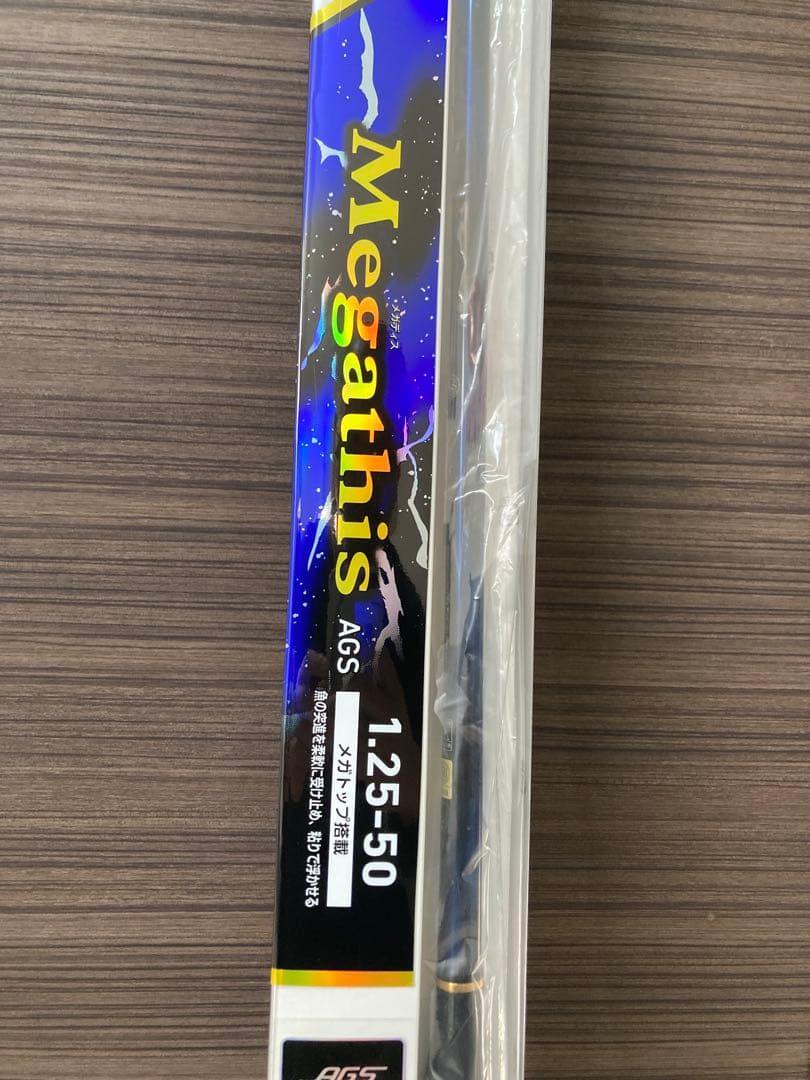 Megathis
メガディス
AGS
1.25-50
メガトップ搭載
魚の突進を柔軟に受け止め、粘りで浮かせる
AGS